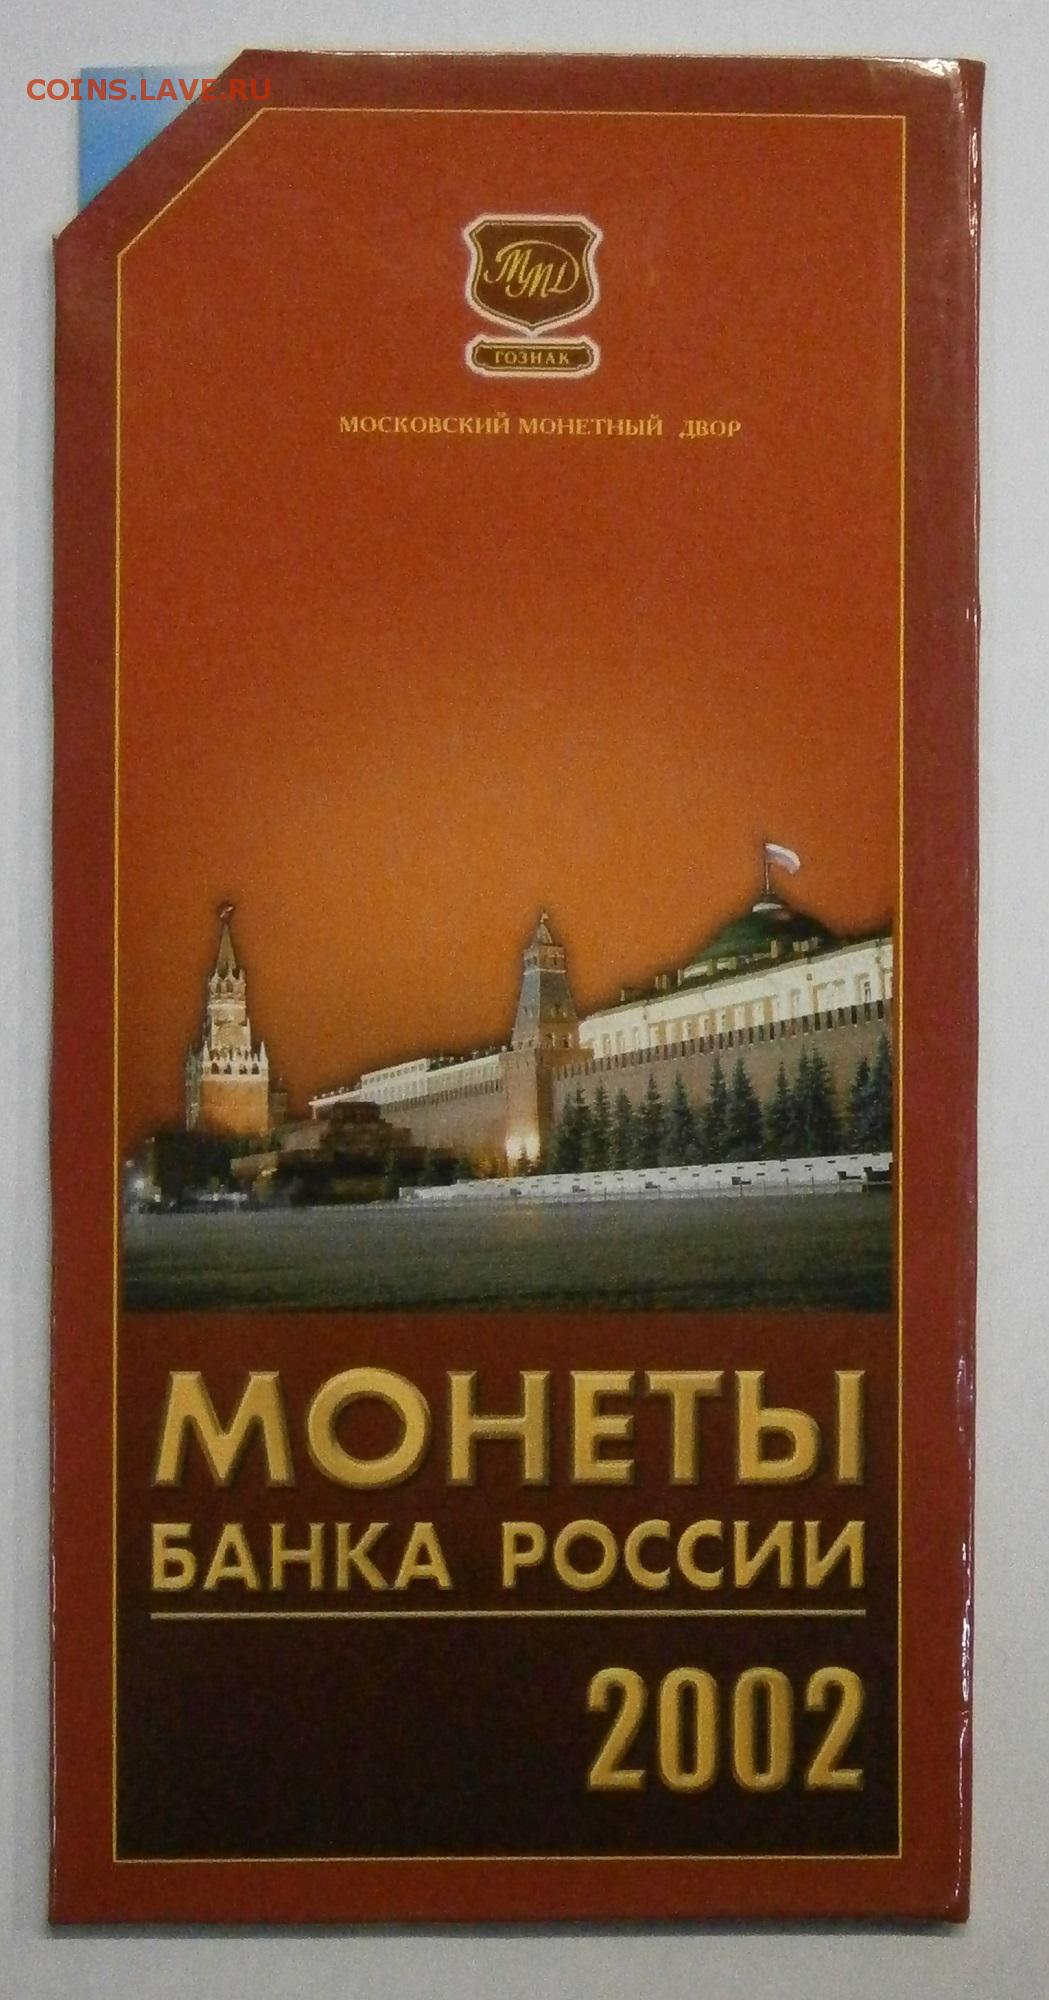 COINS.LAVE.RU
ММД
ГОЗНАК
МОСКОВСКИЙ МОНЕТНЫЙ ДВОР
МОНЕТЫ
БАНКА РОССИИ
2002